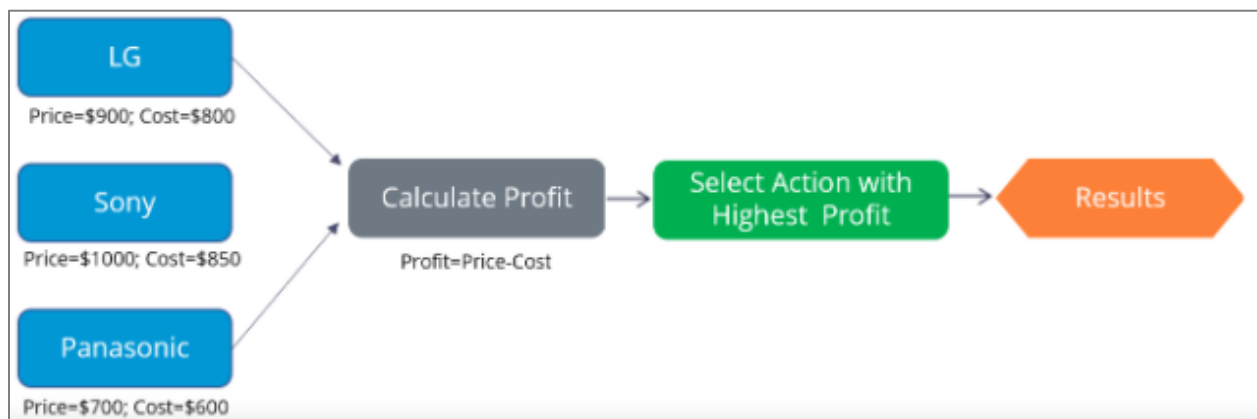 LG
Price=$900; Cost=$800
Sony
Price=$1000; Cost=$850
Panasonic
Price=$700; Cost=$600
Calculate Profit
Profit=Price-Cost
Select Action with
Highest Profit
Results